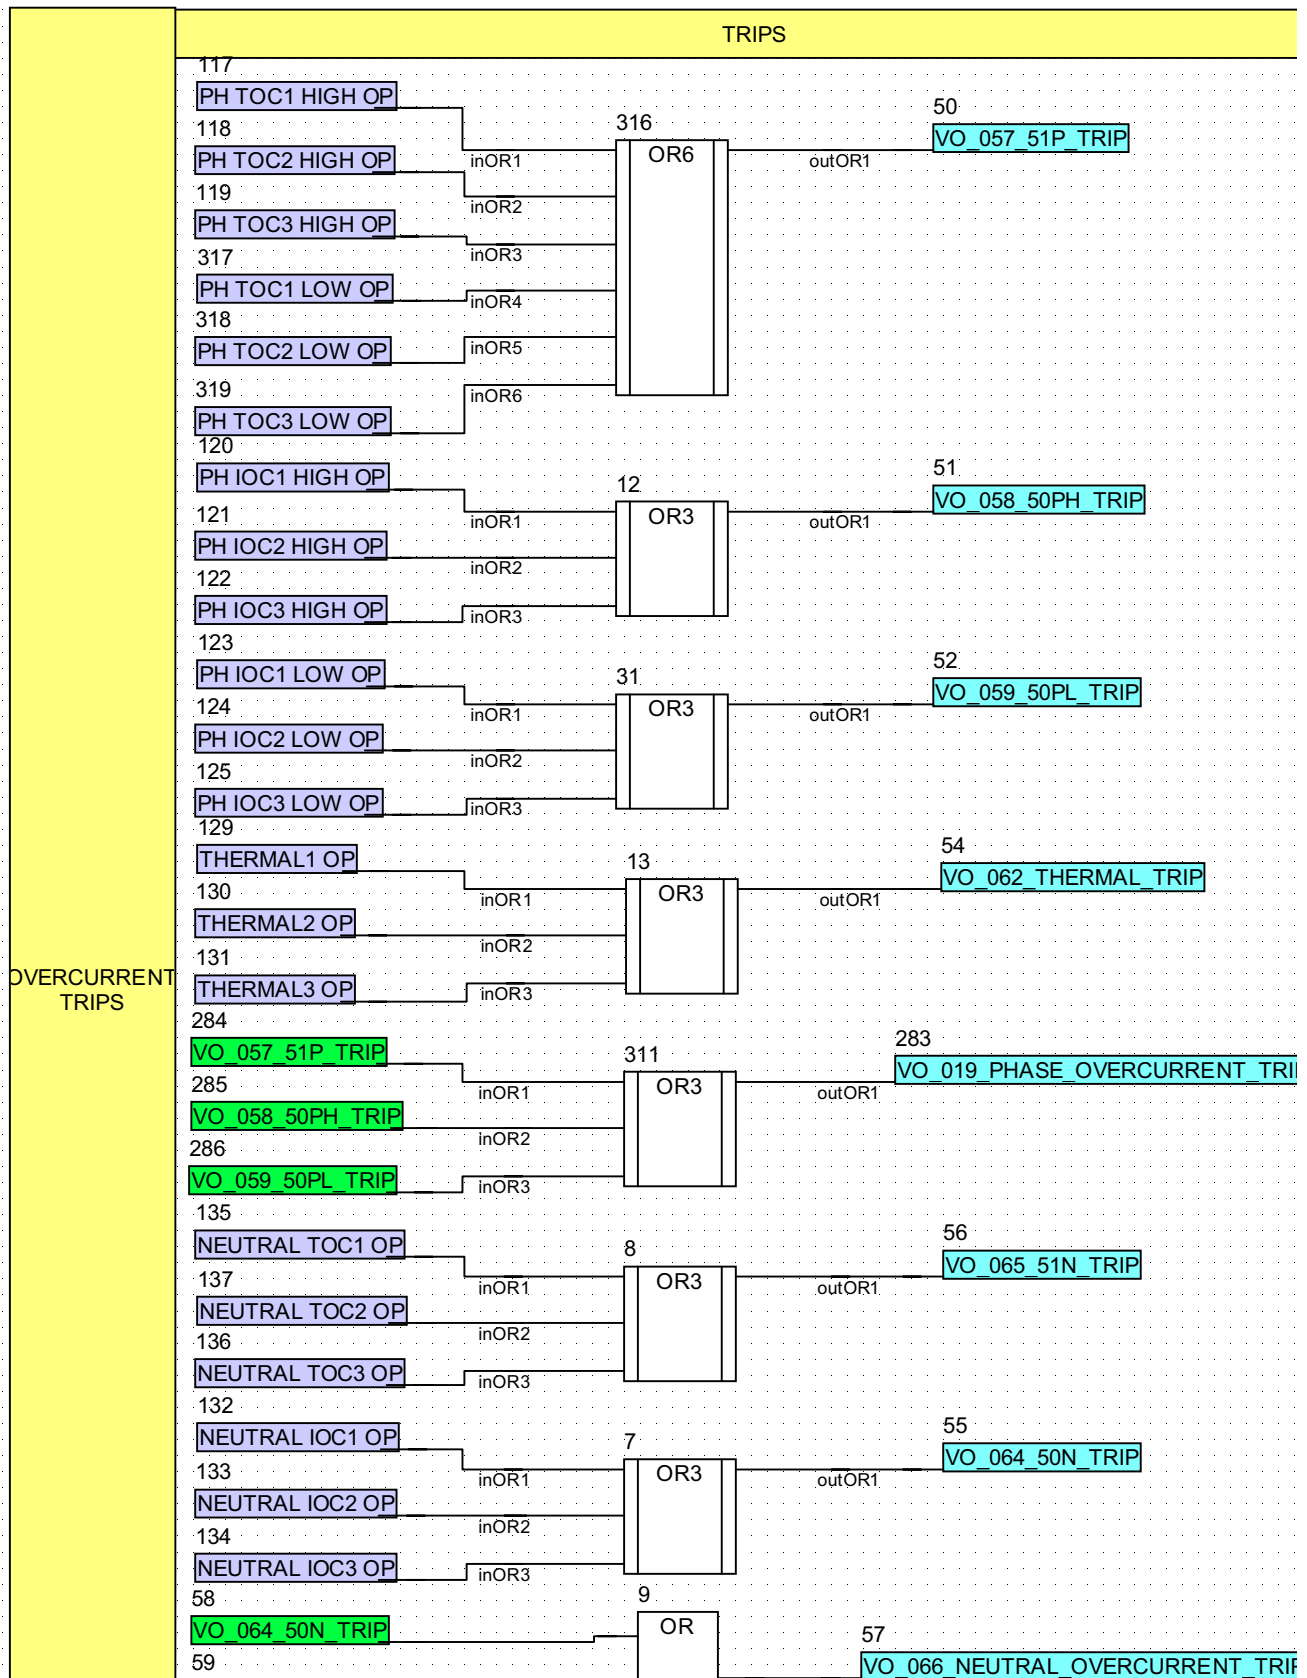 TRIPS
OVERCURRENT
TRIPS
117
PH TOC1 HIGH OP
118
PH TOC2 HIGH OP
119
PH TOC3 HIGH OP
317
PH TOC1 LOW OP
318
PH TOC2 LOW OP
319
PH TOC3 LOW OP
316
OR6
inOR1
inOR2
inOR3
inOR4
inOR5
inOR6
outOR1
50
VO_057_51P_TRIP
120
PH IOC1 HIGH OP
121
PH IOC2 HIGH OP
122
PH IOC3 HIGH OP
12
OR3
inOR1
inOR2
inOR3
outOR1
51
VO_058_50PH_TRIP
123
PH IOC1 LOW OP
124
PH IOC2 LOW OP
125
PH IOC3 LOW OP
31
OR3
inOR1
inOR2
inOR3
outOR1
52
VO_059_50PL_TRIP
129
THERMAL1 OP
130
THERMAL2 OP
131
THERMAL3 OP
13
OR3
inOR1
inOR2
inOR3
outOR1
54
VO_062_THERMAL_TRIP
284
VO_057_51P_TRIP
285
VO_058_50PH_TRIP
286
VO_059_50PL_TRIP
311
OR3
inOR1
inOR2
inOR3
outOR1
283
VO_019_PHASE_OVERCURRENT_TRI
135
NEUTRAL TOC1 OP
137
NEUTRAL TOC2 OP
136
NEUTRAL TOC3 OP
8
OR3
inOR1
inOR2
inOR3
outOR1
56
VO_065_51N_TRIP
132
NEUTRAL IOC1 OP
133
NEUTRAL IOC2 OP
134
NEUTRAL IOC3 OP
7
OR3
inOR1
inOR2
inOR3
outOR1
55
VO_064_50N_TRIP
58
VO_064_50N_TRIP
59
9
OR
57
VO_066_NEUTRAL_OVERCURRENT_TRIP